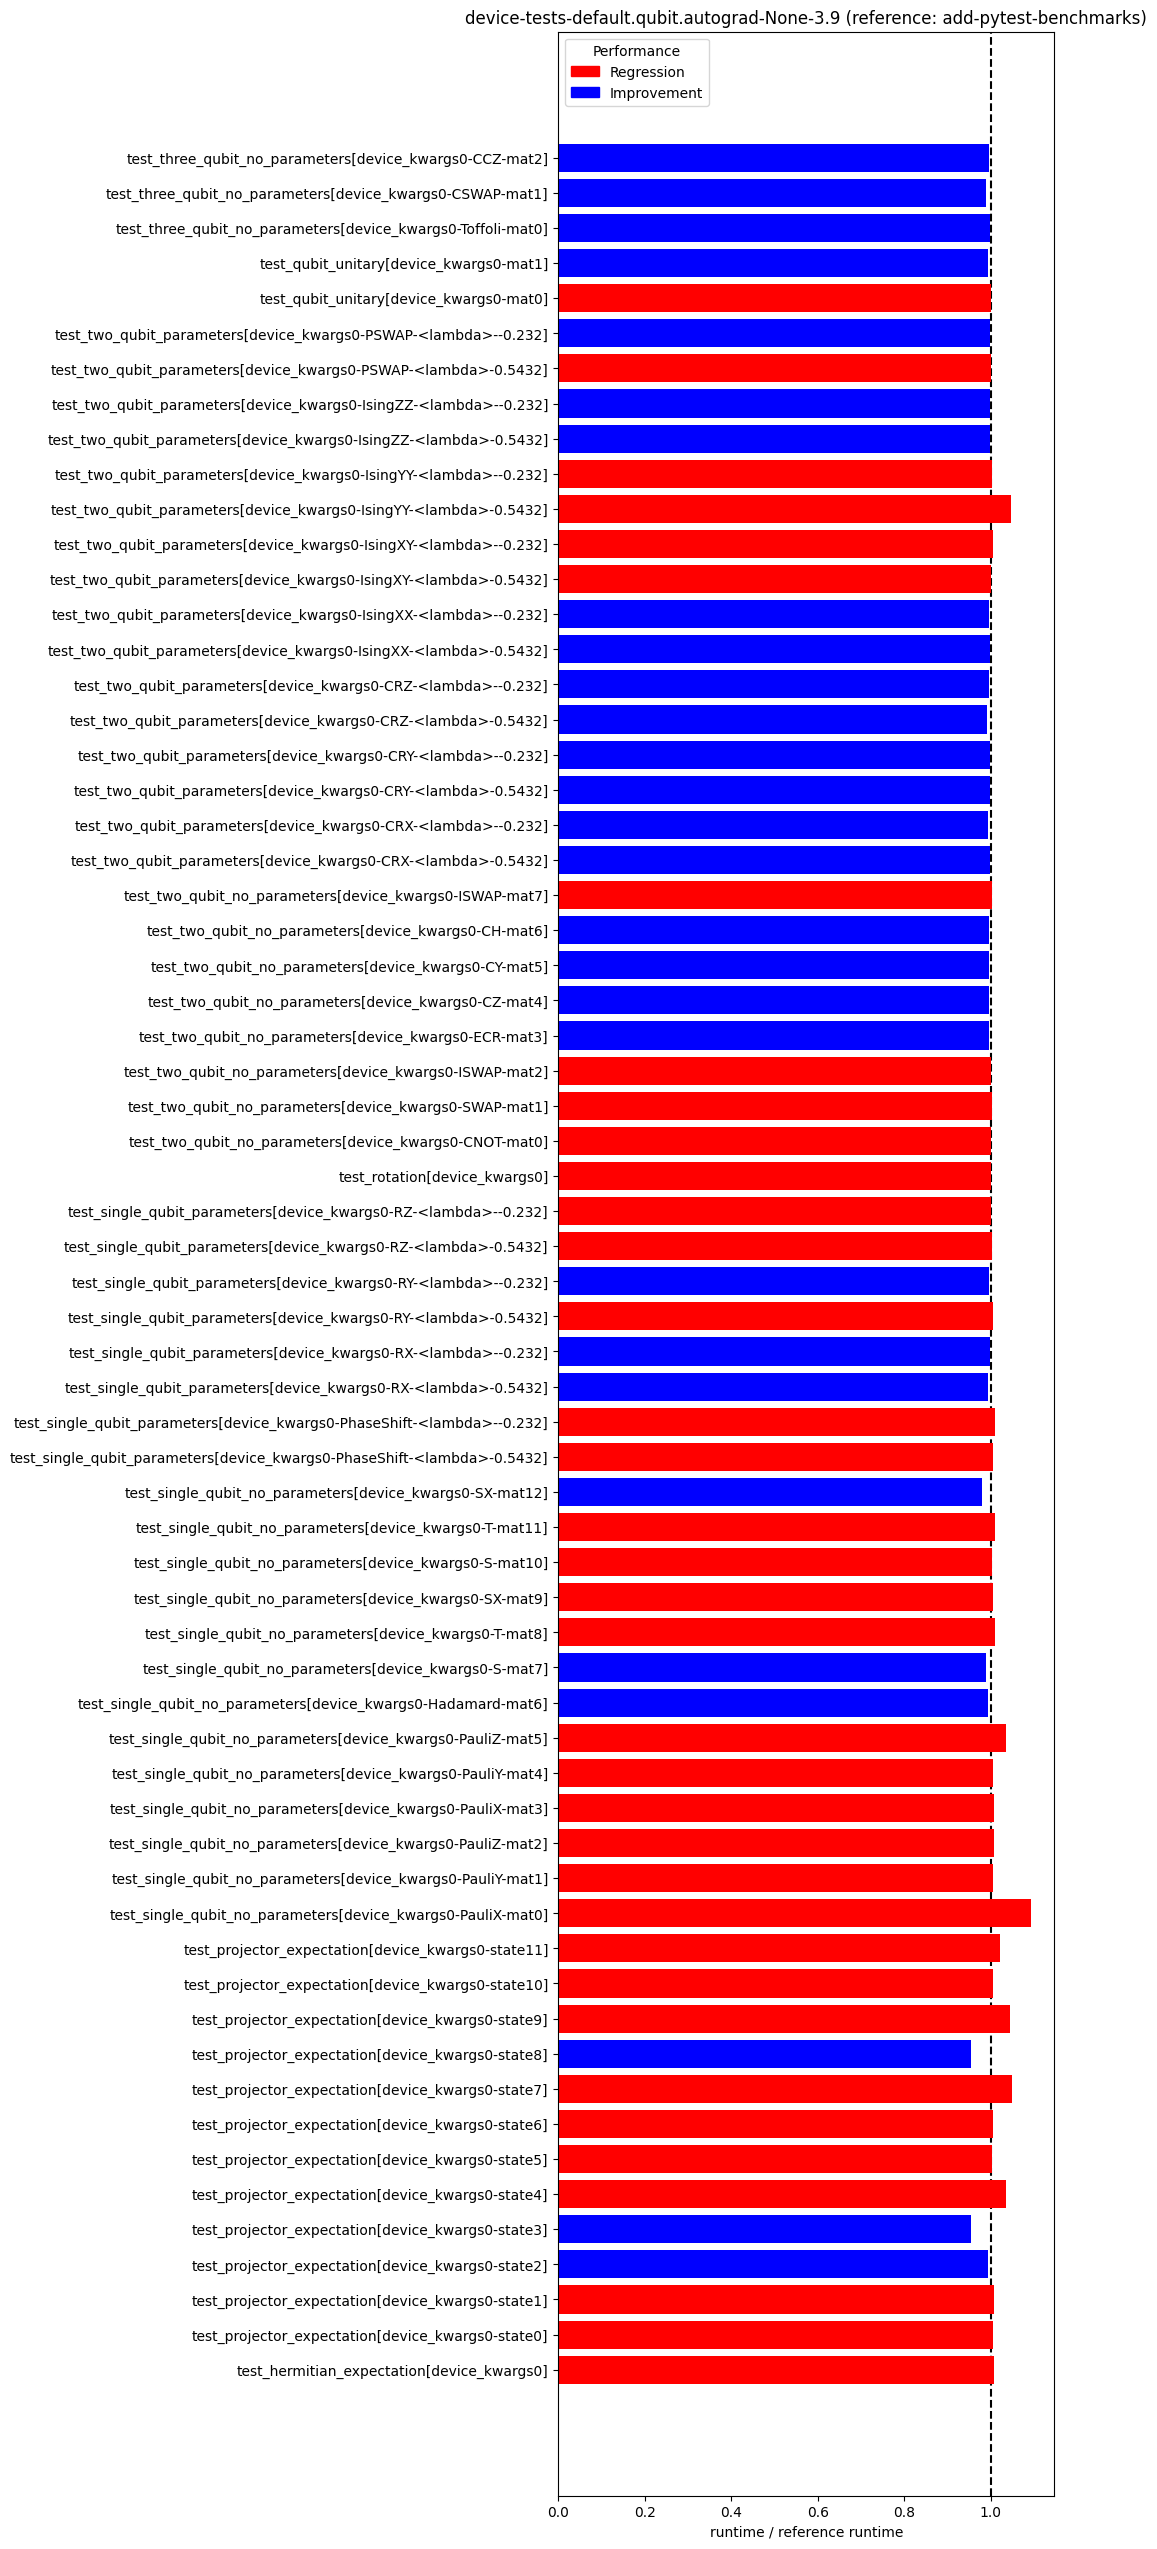 device-tests-default.qubit.autograd-None-3.9 (reference: add-pytest-benchmarks)
Performance
Regression
Improvement
test_three_qubit_no_parameters[device_kwargs0-CCZ-mat2]
test_three_qubit_no_parameters[device_kwargs0-CSWAP-mat1]
test_three_qubit_no_parameters[device_kwargs0-Toffoli-mat0]
test_qubit_unitary[device_kwargs0-mat1]
test_qubit_unitary[device_kwargs0-mat0]
test_two_qubit_parameters[device_kwargs0-PSWAP-<lambda>--0.232]
test_two_qubit_parameters[device_kwargs0-PSWAP-<lambda>-0.5432]
test_two_qubit_parameters[device_kwargs0-IsingZZ-<lambda>--0.232]
test_two_qubit_parameters[device_kwargs0-IsingZZ-<lambda>-0.5432]
test_two_qubit_parameters[device_kwargs0-IsingYY-<lambda>--0.232]
test_two_qubit_parameters[device_kwargs0-IsingYY-<lambda>-0.5432]
test_two_qubit_parameters[device_kwargs0-IsingXY-<lambda>--0.232]
test_two_qubit_parameters[device_kwargs0-IsingXY-<lambda>-0.5432]
test_two_qubit_parameters[device_kwargs0-IsingXX-<lambda>--0.232]
test_two_qubit_parameters[device_kwargs0-IsingXX-<lambda>-0.5432]
test_two_qubit_parameters[device_kwargs0-CRZ-<lambda>--0.232]
test_two_qubit_parameters[device_kwargs0-CRZ-<lambda>-0.5432]
test_two_qubit_parameters[device_kwargs0-CRY-<lambda>--0.232]
test_two_qubit_parameters[device_kwargs0-CRY-<lambda>-0.5432]
test_two_qubit_parameters[device_kwargs0-CRX-<lambda>--0.232]
test_two_qubit_parameters[device_kwargs0-CRX-<lambda>-0.5432]
test_two_qubit_no_parameters[device_kwargs0-ISWAP-mat7]
test_two_qubit_no_parameters[device_kwargs0-CH-mat6]
test_two_qubit_no_parameters[device_kwargs0-CY-mat5]
test_two_qubit_no_parameters[device_kwargs0-CZ-mat4]
test_two_qubit_no_parameters[device_kwargs0-ECR-mat3]
test_two_qubit_no_parameters[device_kwargs0-ISWAP-mat2]
test_two_qubit_no_parameters[device_kwargs0-SWAP-mat1]
test_two_qubit_no_parameters[device_kwargs0-CNOT-mat0]
test_rotation[device_kwargs0]
test_single_qubit_parameters[device_kwargs0-RZ-<lambda>--0.232]
test_single_qubit_parameters[device_kwargs0-RZ-<lambda>-0.5432]
test_single_qubit_parameters[device_kwargs0-RY-<lambda>--0.232]
test_single_qubit_parameters[device_kwargs0-RY-<lambda>-0.5432]
test_single_qubit_parameters[device_kwargs0-RX-<lambda>--0.232]
test_single_qubit_parameters[device_kwargs0-RX-<lambda>-0.5432]
test_single_qubit_parameters[device_kwargs0-PhaseShift-<lambda>--0.232]
test_single_qubit_parameters[device_kwargs0-PhaseShift-<lambda>-0.5432]
test_single_qubit_no_parameters[device_kwargs0-SX-mat12]
test_single_qubit_no_parameters[device_kwargs0-T-mat11]
test_single_qubit_no_parameters[device_kwargs0-S-mat10]
test_single_qubit_no_parameters[device_kwargs0-SX-mat9]
test_single_qubit_no_parameters[device_kwargs0-T-mat8]
test_single_qubit_no_parameters[device_kwargs0-S-mat7]
test_single_qubit_no_parameters[device_kwargs0-Hadamard-mat6]
test_single_qubit_no_parameters[device_kwargs0-PauliZ-mat5]
test_single_qubit_no_parameters[device_kwargs0-PauliY-mat4]
test_single_qubit_no_parameters[device_kwargs0-PauliX-mat3]
test_single_qubit_no_parameters[device_kwargs0-PauliZ-mat2]
test_single_qubit_no_parameters[device_kwargs0-PauliY-mat1]
test_single_qubit_no_parameters[device_kwargs0-PauliX-mat0]
test_projector_expectation[device_kwargs0-state11]
test_projector_expectation[device_kwargs0-state10]
test_projector_expectation[device_kwargs0-state9]
test_projector_expectation[device_kwargs0-state8]
test_projector_expectation[device_kwargs0-state7]
test_projector_expectation[device_kwargs0-state6]
test_projector_expectation[device_kwargs0-state5]
test_projector_expectation[device_kwargs0-state4]
test_projector_expectation[device_kwargs0-state3]
test_projector_expectation[device_kwargs0-state2]
test_projector_expectation[device_kwargs0-state1]
test_projector_expectation[device_kwargs0-state0]
test_hermitian_expectation[device_kwargs0]
0.0 0.2 0.4 0.6 0.8 1.0
runtime / reference runtime